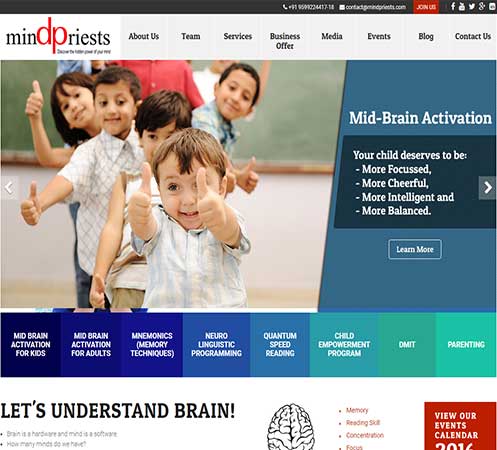 +91 9599224417-18 contact@mindpriests.com JOIN US
mindpriests
Discover the hidden power of your mind
About Us Team Services Business Offer Media Events Blog Contact Us
Mid-Brain Activation
Your child deserves to be:
- More Focussed,
- More Cheerful,
- More Intelligent and
- More Balanced.
Learn More
MID BRAIN ACTIVATION FOR KIDS
MID BRAIN ACTIVATION FOR ADULTS
MNEMONICS (MEMORY TECHNIQUES)
NEURO LINGUISTIC PROGRAMMING
QUANTUM SPEED READING
CHILD EMPOWERMENT PROGRAM
DMIT
PARENTING
LET'S UNDERSTAND BRAIN!
Brain is a hardware and mind is a software
How many minds do we have?
Memory
Reading Skill
Concentration
Focus
VIEW OUR
EVENTS
CALENDAR
2016